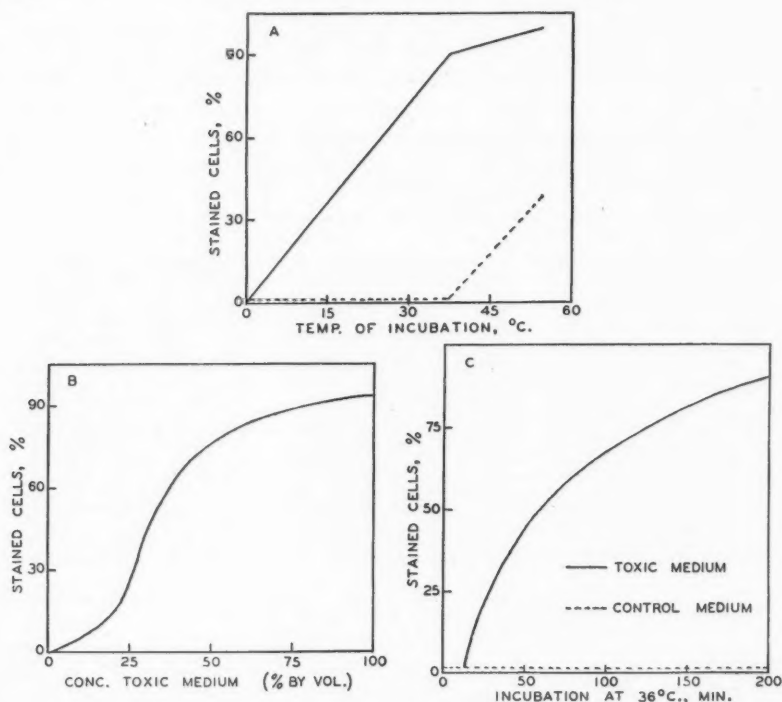 A
90
60
30
0
STAINED CELLS, %
0 15 30 45 60
TEMP. OF INCUBATION, °C.
B
90
60
30
0
STAINED CELLS, %
0 25 50 75 100
CONC. TOXIC MEDIUM (% BY VOL.)
C
75
50
25
0
STAINED CELLS, %
TOXIC MEDIUM
CONTROL MEDIUM
0 50 100 150 200
INCUBATION AT 36°C., MIN.